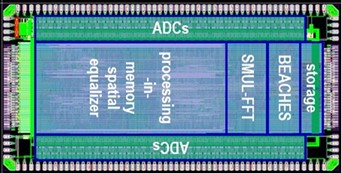 ADCs
processing
-in-
memory
spatial
equalizer
SMUL-FFT
BEACHES
storage
ADCs